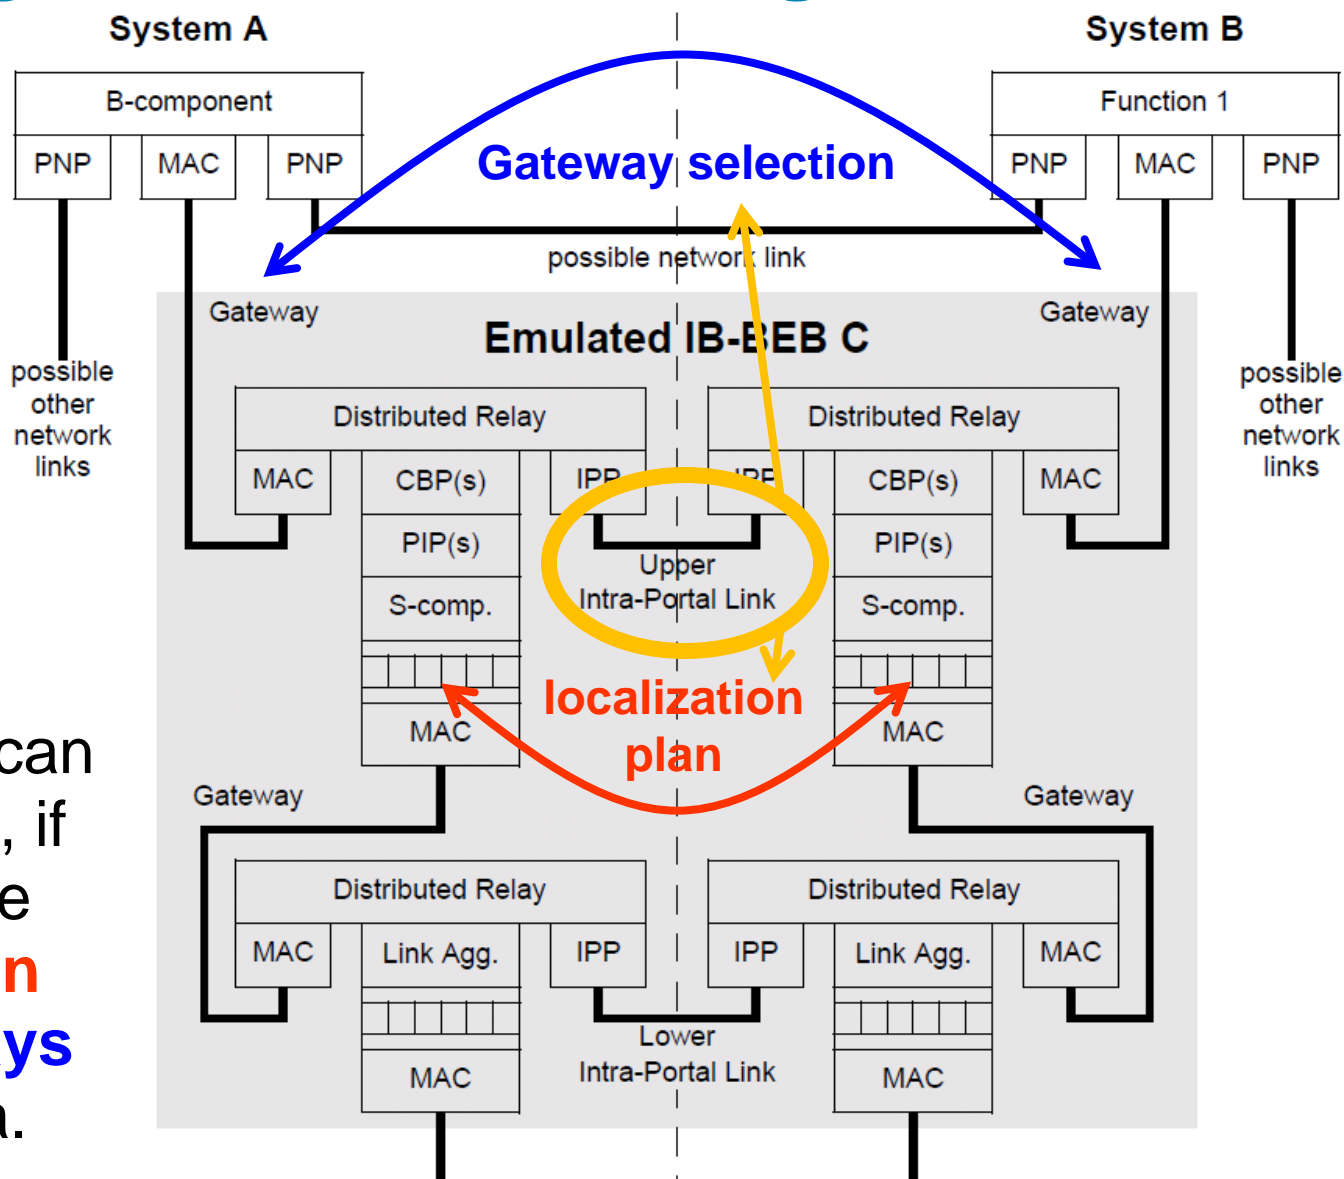 System A
System B
B-component
Function 1
PNP MAC PNP
PNP MAC PNP
Gateway selection
possible network link
Gateway
Gateway
Emulated IB-BEB C
possible
other
network
links
possible
other
network
links
Distributed Relay
Distributed Relay
MAC CBP(s) IPP
IPP CBP(s) MAC
PIP(s)
PIP(s)
Upper
Intra-Portal Link
S-comp.
S-comp.
localization
plan
MAC
MAC
can
, if
e
n
ys
a.
Gateway
Gateway
Distributed Relay
Distributed Relay
MAC Link Agg. IPP
IPP Link Agg. MAC
Lower
Intra-Portal Link
MAC
MAC